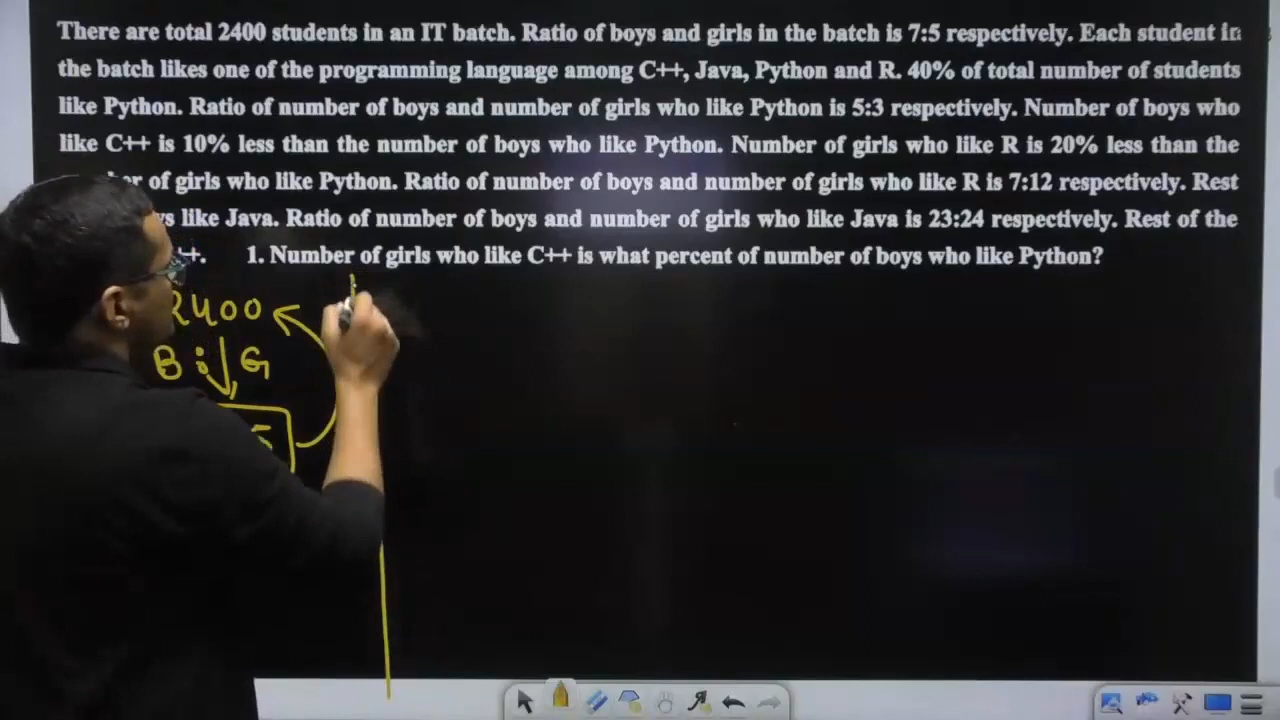 There are total 2400 students in an IT batch. Ratio of boys and girls in the batch is 7:5 respectively. Each student in
the batch likes one of the programming language among C++, Java, Python and R. 40% of total number of students
like Python. Ratio of number of boys and number of girls who like Python is 5:3 respectively. Number of boys who
like C++ is 10% less than the number of boys who like Python. Number of girls who like R is 20% less than the
of girls who like Python. Ratio of number of boys and number of girls who like R is 7:12 respectively. Rest
like Java. Ratio of number of boys and number of girls who like Java is 23:24 respectively. Rest of the
1. Number of girls who like C++ is what percent of number of boys who like Python?
2400
B : G
5